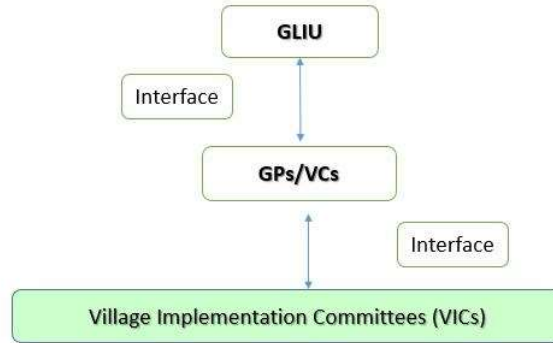 GLIU
Interface
GPs/VCs
Interface
Village Implementation Committees (VICs)